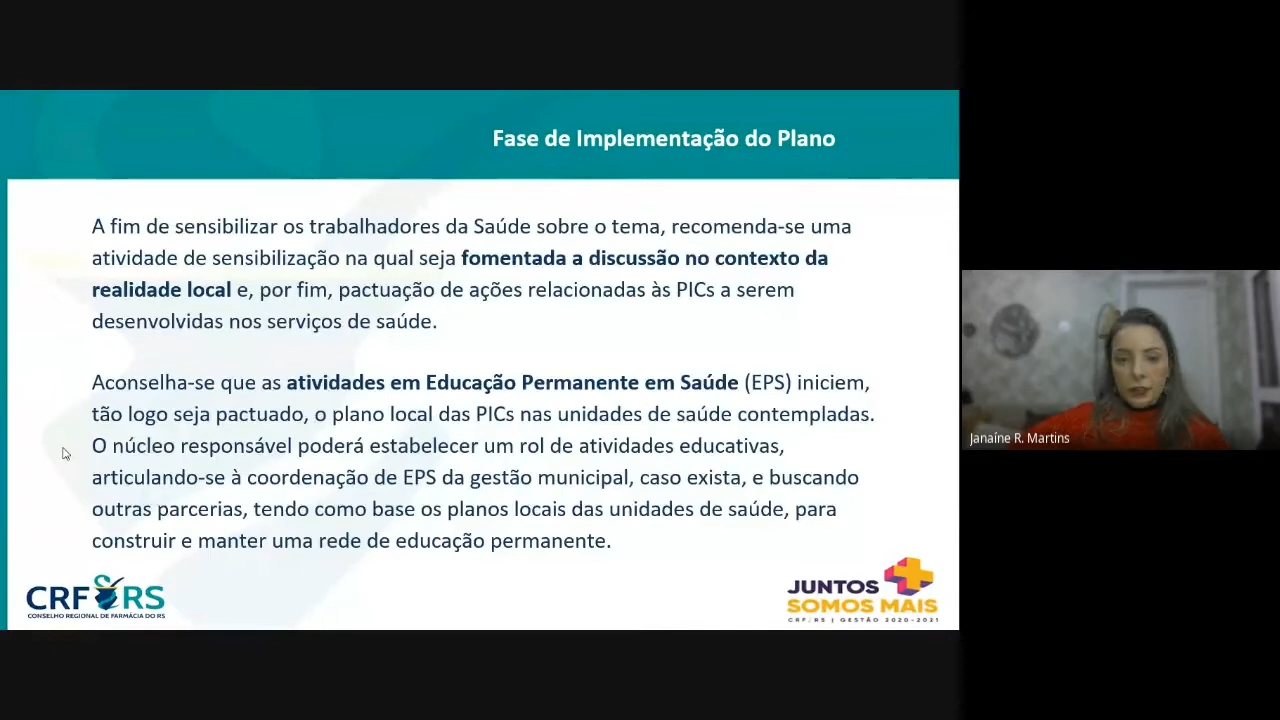 Fase de Implementação do Plano
A fim de sensibilizar os trabalhadores da Saúde sobre o tema, recomenda-se uma
atividade de sensibilização na qual seja fomentada a discussão no contexto da
realidade local e, por fim, pactuação de ações relacionadas às PICs a serem
desenvolvidas nos serviços de saúde.
Aconselha-se que as atividades em Educação Permanente em Saúde (EPS) iniciem,
tão logo seja pactuado, o plano local das PICs nas unidades de saúde contempladas.
O núcleo responsável poderá estabelecer um rol de atividades educativas,
articulando-se à coordenação de EPS da gestão municipal, caso exista, e buscando
outras parcerias, tendo como base os planos locais das unidades de saúde, para
construir e manter uma rede de educação permanente.
CRF RS
CONSELHO REGIONAL DE FARMÁCIA DO RS
JUNTOS
SOMOS MAIS
CRF/RS | GESTÃO 2020-2021
Janaíne R. Martins